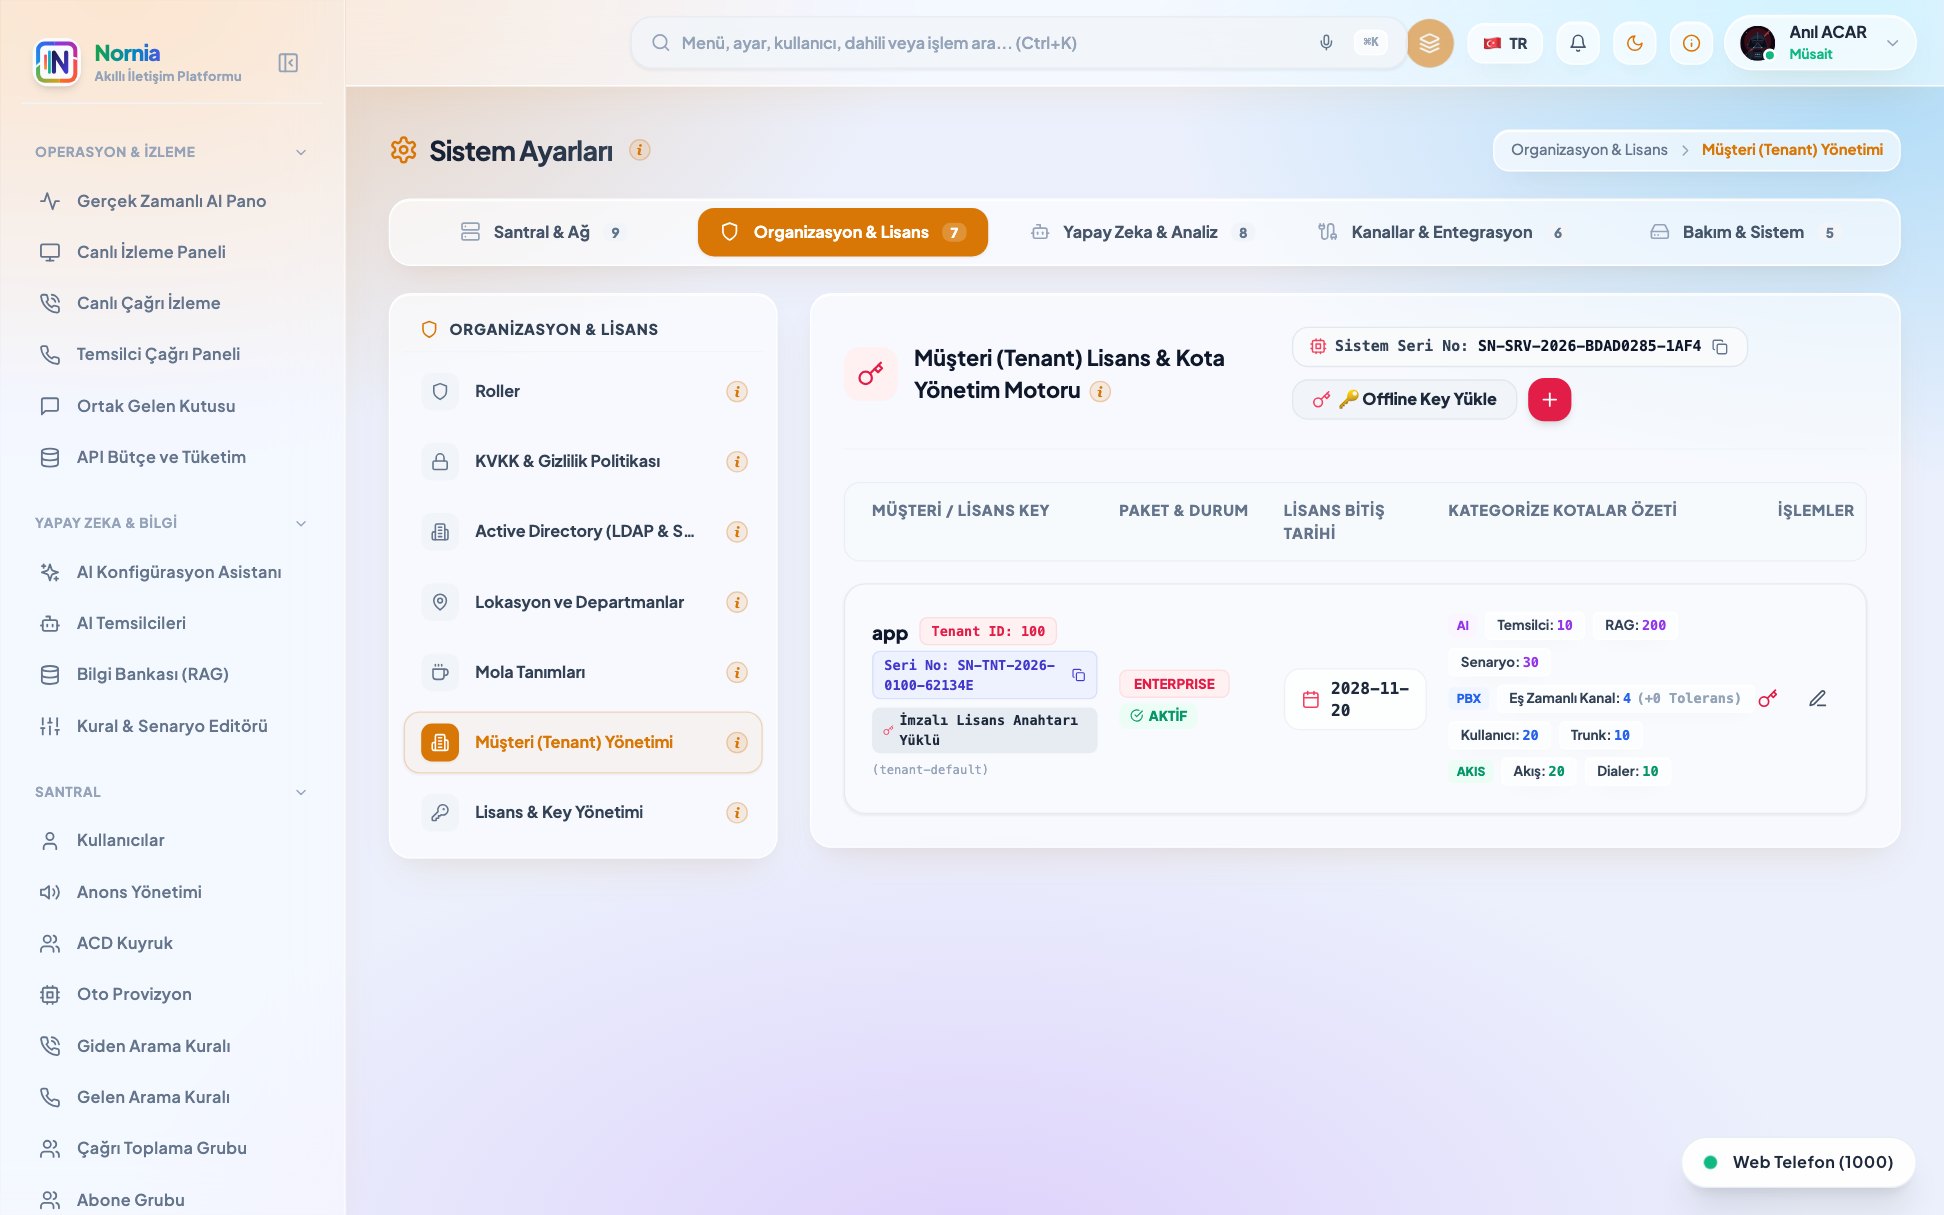 Nornia
Akıllı İletişim Platformu
Menü, ayar, kullanıcı, dahili veya işlem ara... (Ctrl+K)
⌘K
TR
Anıl ACAR
Müsait
OPERASYON & İZLEME
Gerçek Zamanlı AI Pano
Canlı İzleme Paneli
Canlı Çağrı İzleme
Temsilci Çağrı Paneli
Ortak Gelen Kutusu
API Bütçe ve Tüketim
YAPAY ZEKA & BİLGİ
AI Konfigürasyon Asistanı
AI Temsilcileri
Bilgi Bankası (RAG)
Kural & Senaryo Editörü
SANTRAL
Kullanıcılar
Anons Yönetimi
ACD Kuyruk
Oto Provizyon
Giden Arama Kuralı
Gelen Arama Kuralı
Çağrı Toplama Grubu
Abone Grubu
Sistem Ayarları
Organizasyon & Lisans > Müşteri (Tenant) Yönetimi
Santral & Ağ 9
Organizasyon & Lisans 7
Yapay Zeka & Analiz 8
Kanallar & Entegrasyon 6
Bakım & Sistem 5
ORGANİZASYON & LİSANS
Roller
KVKK & Gizlilik Politikası
Active Directory (LDAP & S...
Lokasyon ve Departmanlar
Mola Tanımları
Müşteri (Tenant) Yönetimi
Lisans & Key Yönetimi
Müşteri (Tenant) Lisans & Kota
Yönetim Motoru
Sistem Seri No: SN-SRV-2026-BDAD0285-1AF4
🔑 Offline Key Yükle
+
MÜŞTERİ / LİSANS KEY
PAKET & DURUM
LİSANS BİTİŞ
TARİHİ
KATEGORİZE KOTALAR ÖZETİ
İŞLEMLER
app Tenant ID: 100
Seri No: SN-TNT-2026-
0100-62134E
İmzalı Lisans Anahtarı
Yüklü
(tenant-default)
ENTERPRISE
AKTİF
2028-11-
20
AI Temsilci: 10 RAG: 200
Senaryo: 30
PBX Eş Zamanlı Kanal: 4 (+0 Tolerans)
Kullanıcı: 20 Trunk: 10
AKIS Akış: 20 Dialer: 10
Web Telefon (1000)